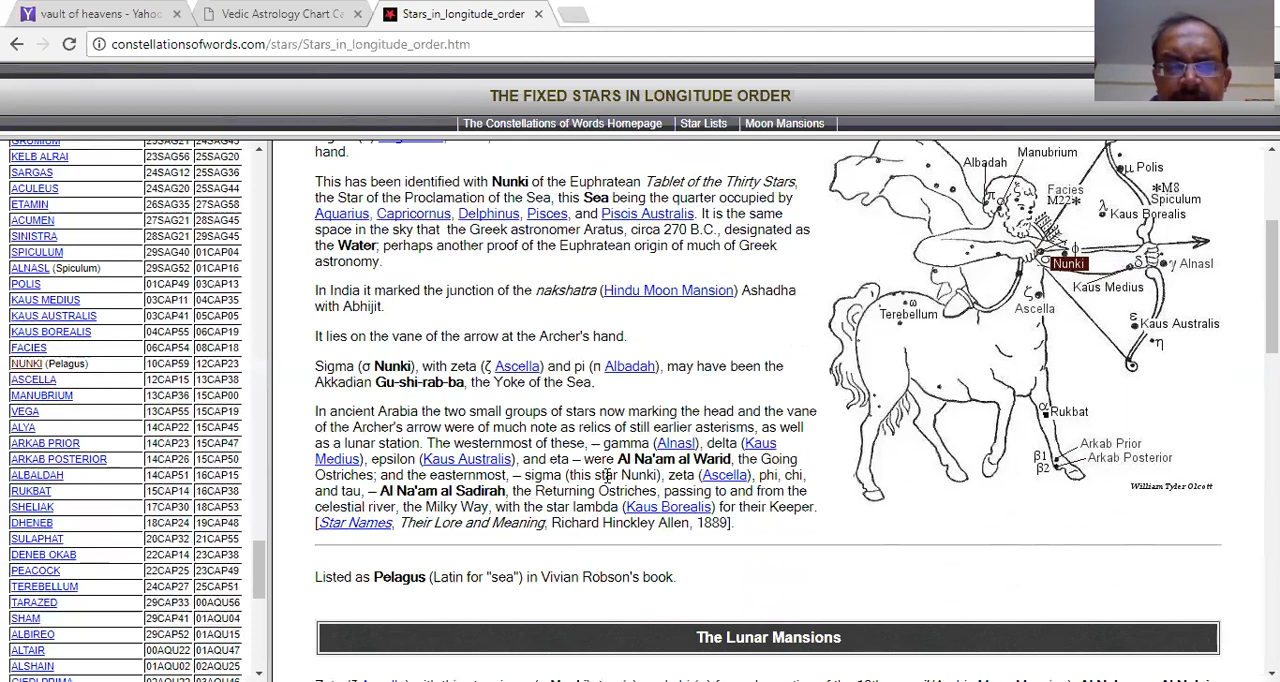 vault of heavens - Yahoo
Vedic Astrology Chart Ca
Stars_in_longitude_order
constellationsofwords.com/stars/Stars_in_longitude_order.htm
THE FIXED STARS IN LONGITUDE ORDER
The Constellations of Words Homepage | Star Lists | Moon Mansions
KELB ALRAI 23SAG56 25SAG20
SARGAS 24SAG12 25SAG36
ACULEUS 24SAG20 25SAG44
ETAMIN 26SAG35 27SAG58
ACUMEN 27SAG21 28SAG45
SINISTRA 28SAG21 29SAG45
SPICULUM 29SAG40 01CAP04
ALNASL (Spiculum) 29SAG52 01CAP16
POLIS 01CAP49 03CAP13
KAUS MEDIUS 03CAP11 04CAP35
KAUS AUSTRALIS 03CAP41 05CAP05
KAUS BOREALIS 04CAP55 06CAP19
FACIES 06CAP54 08CAP18
NUNKI (Pelagus) 10CAP59 12CAP23
ASCELLA 12CAP15 13CAP38
MANUBRIUM 13CAP36 15CAP00
VEGA 13CAP55 15CAP19
ALYA 14CAP22 15CAP45
ARKAB PRIOR 14CAP23 15CAP47
ARKAB POSTERIOR 14CAP26 15CAP50
ALBALDAH 14CAP51 16CAP15
RUKBAT 15CAP14 16CAP38
SHELIAK 17CAP30 18CAP53
DHENEB 18CAP24 19CAP48
SULAPHAT 20CAP32 21CAP55
DENEB OKAB 22CAP14 23CAP38
PEACOCK 22CAP25 23CAP49
TEREBELLUM 24CAP27 25CAP51
TARAZED 29CAP33 00AQU56
SHAM 29CAP41 01AQU04
ALBIREO 29CAP52 01AQU15
ALTAIR 00AQU22 01AQU47
ALSHAIN 01AQU02 02AQU25
hand.
This has been identified with Nunki of the Euphratean Tablet of the Thirty Stars,
the Star of the Proclamation of the Sea, this Sea being the quarter occupied by
Aquarius, Capricornus, Delphinus, Pisces, and Piscis Australis. It is the same
space in the sky that the Greek astronomer Aratus, circa 270 B.C., designated as
the Water; perhaps another proof of the Euphratean origin of much of Greek
astronomy.
In India it marked the junction of the nakshatra (Hindu Moon Mansion) Ashadha
with Abhijit.
It lies on the vane of the arrow at the Archer's hand.
Sigma (σ Nunki), with zeta (ζ Ascella) and pi (π Albadah), may have been the
Akkadian Gu-shi-rab-ba, the Yoke of the Sea.
In ancient Arabia the two small groups of stars now marking the head and the vane
of the Archer's arrow were of much note as relics of still earlier asterisms, as well
as a lunar station. The westernmost of these, – gamma (Alnasl), delta (Kaus
Medius), epsilon (Kaus Australis), and eta – were Al Na'am al Warid, the Going
Ostriches; and the easternmost, – sigma (this star Nunki), zeta (Ascella), phi, chi,
and tau, – Al Na'am al Sadirah, the Returning Ostriches, passing to and from the
celestial river, the Milky Way, with the star lambda (Kaus Borealis) for their Keeper.
[Star Names, Their Lore and Meaning, Richard Hinckley Allen, 1889].
Listed as Pelagus (Latin for "sea") in Vivian Robson's book.
The Lunar Mansions
Manubrium
Albadah
μ Polis
Facies
M22*
*M8
Spiculum
λ
Kaus Borealis
π
ξ
φ
σ
Nunki
δ
γ Alnasl
Kaus Medius
ζ
Ascella
ω
Terebellum
ε
Kaus Australis
η
α
Rukbat
Arkab Prior
β1
β2
Arkab Posterior
William Tyler Olcott